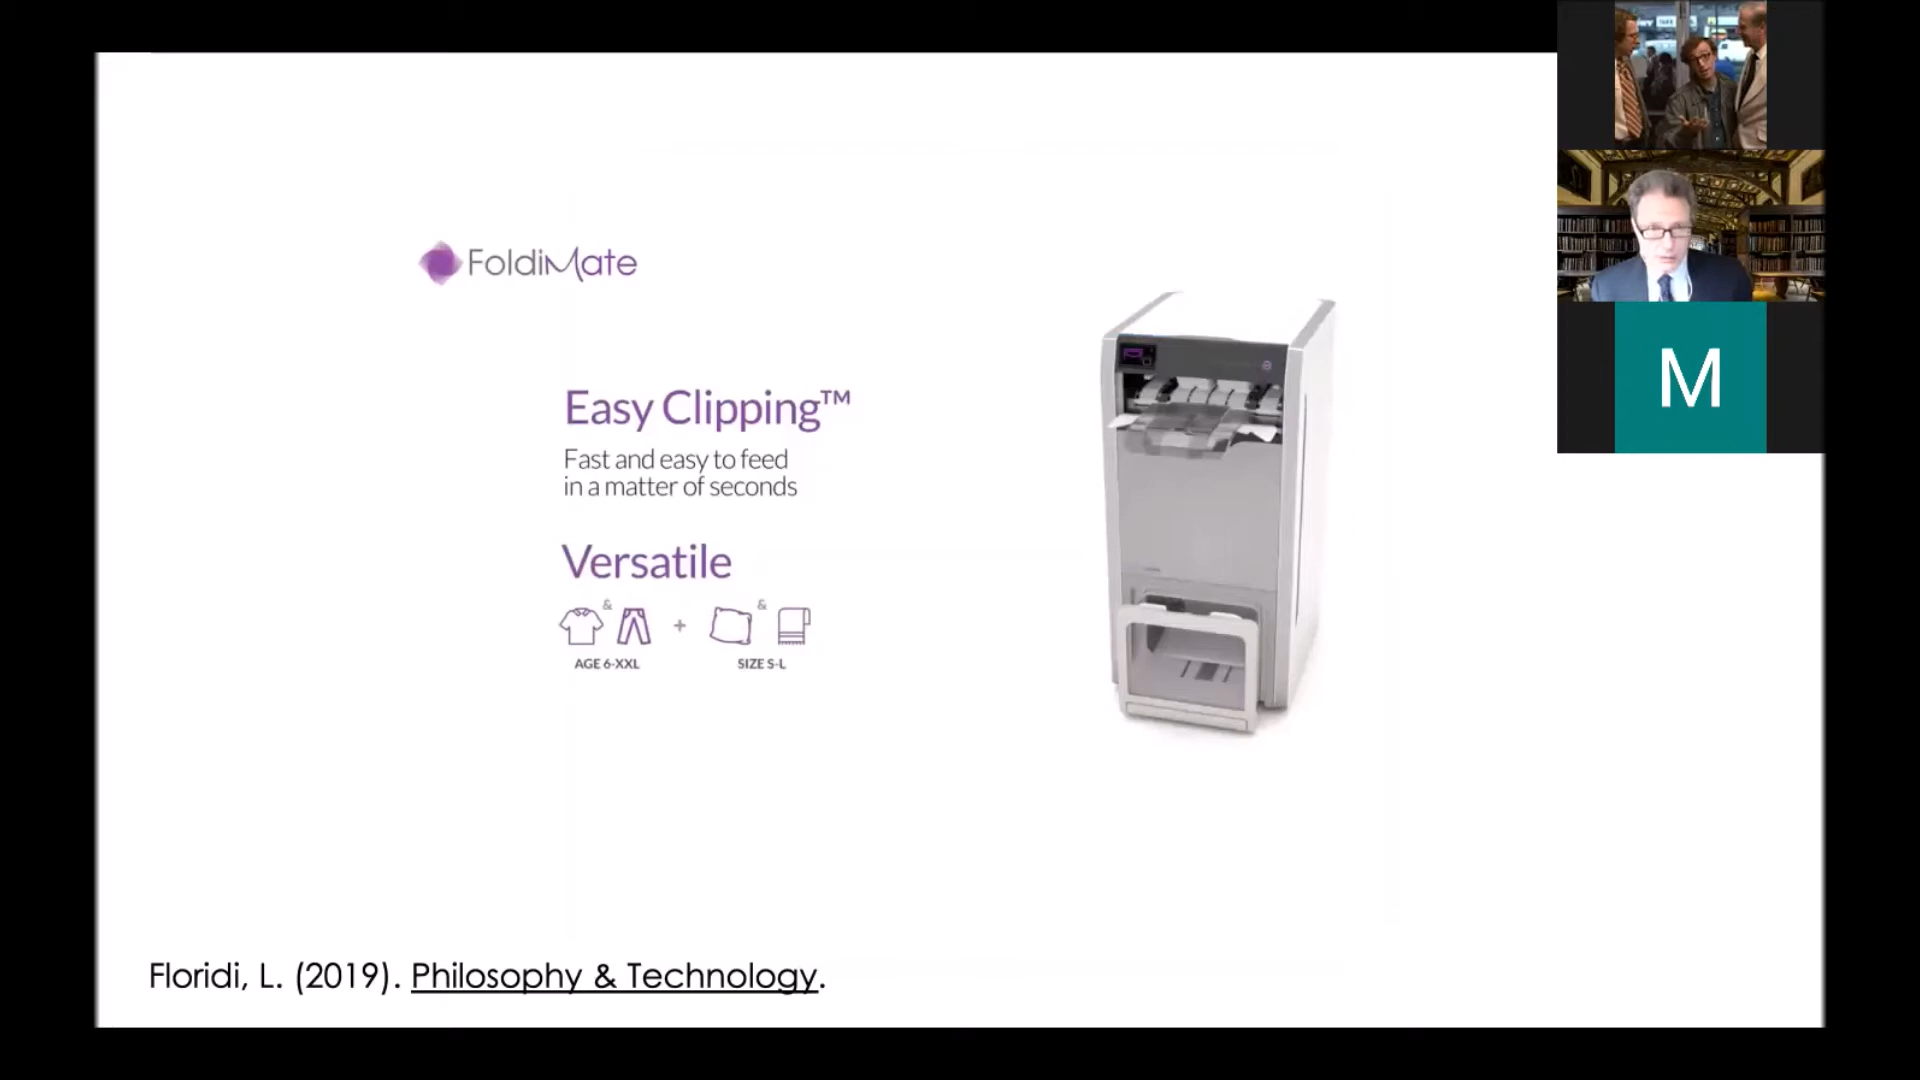 FoldiMate
Easy Clipping™
Fast and easy to feed
in a matter of seconds
Versatile
& + &
AGE 6-XXL SIZE S-L
M
Floridi, L. (2019). Philosophy & Technology.